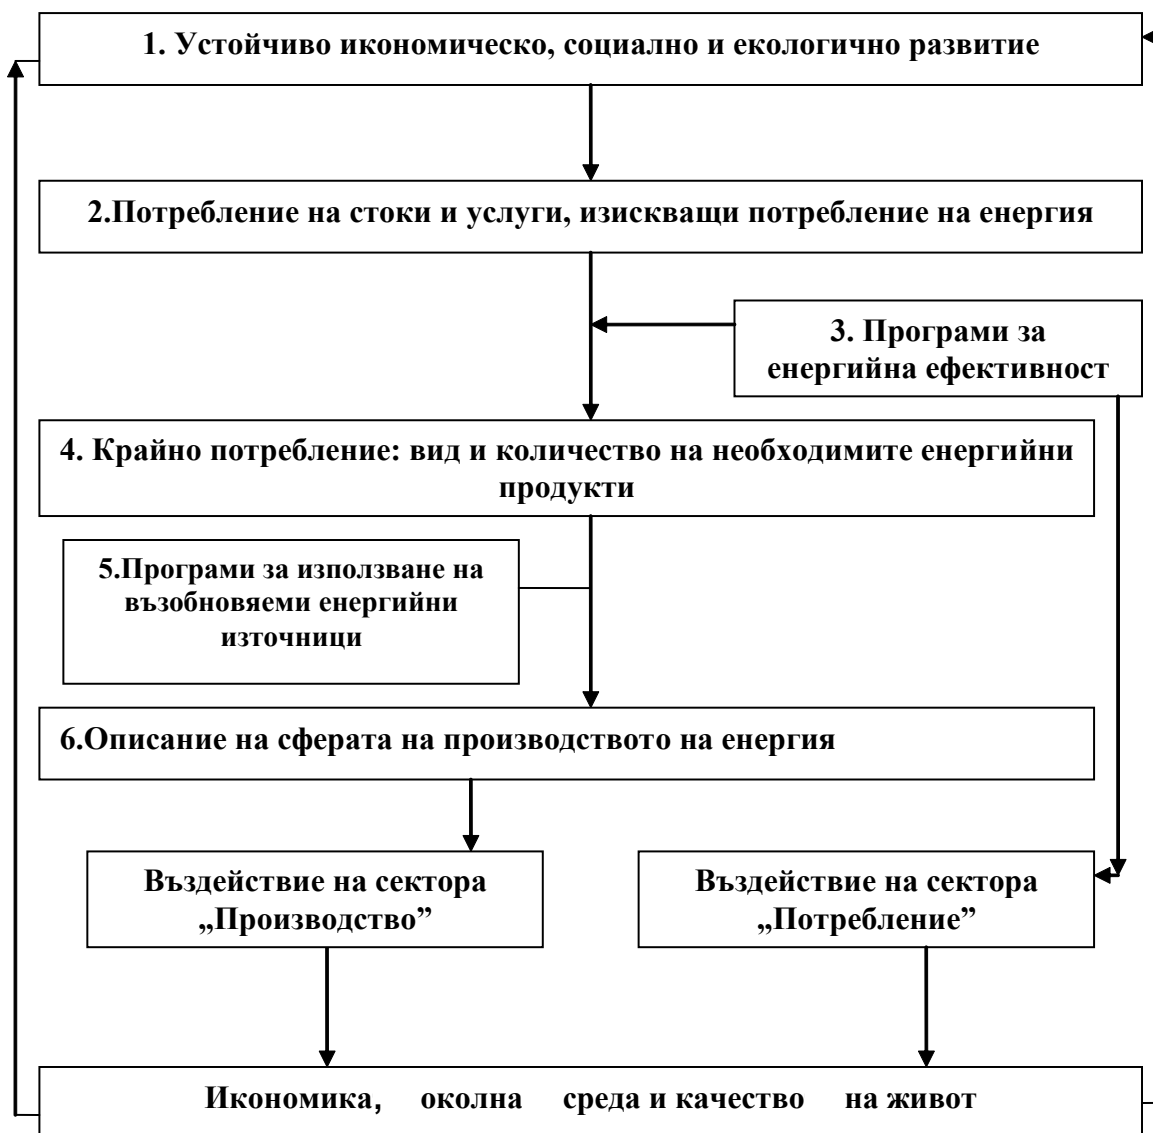 1. Устойчиво икономическо, социално и екологично развитие
2.Потребление на стоки и услуги, изискващи потребление на енергия
3. Програми за
енергийна ефективност
4. Крайно потребление: вид и количество на необходимите енергийни
продукти
5.Програми за използване на
възобновяеми енергийни
източници
6.Описание на сферата на производството на енергия
Въздействие на сектора
„Производство”
Въздействие на сектора
„Потребление”
Икономика, околна среда и качество на живот